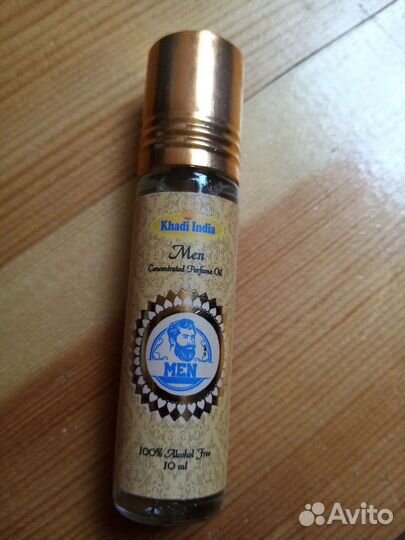 Khadi India
Men
Concentrated Perfume Oil
MEN
100% Alcohol Free
10 ml
Avito